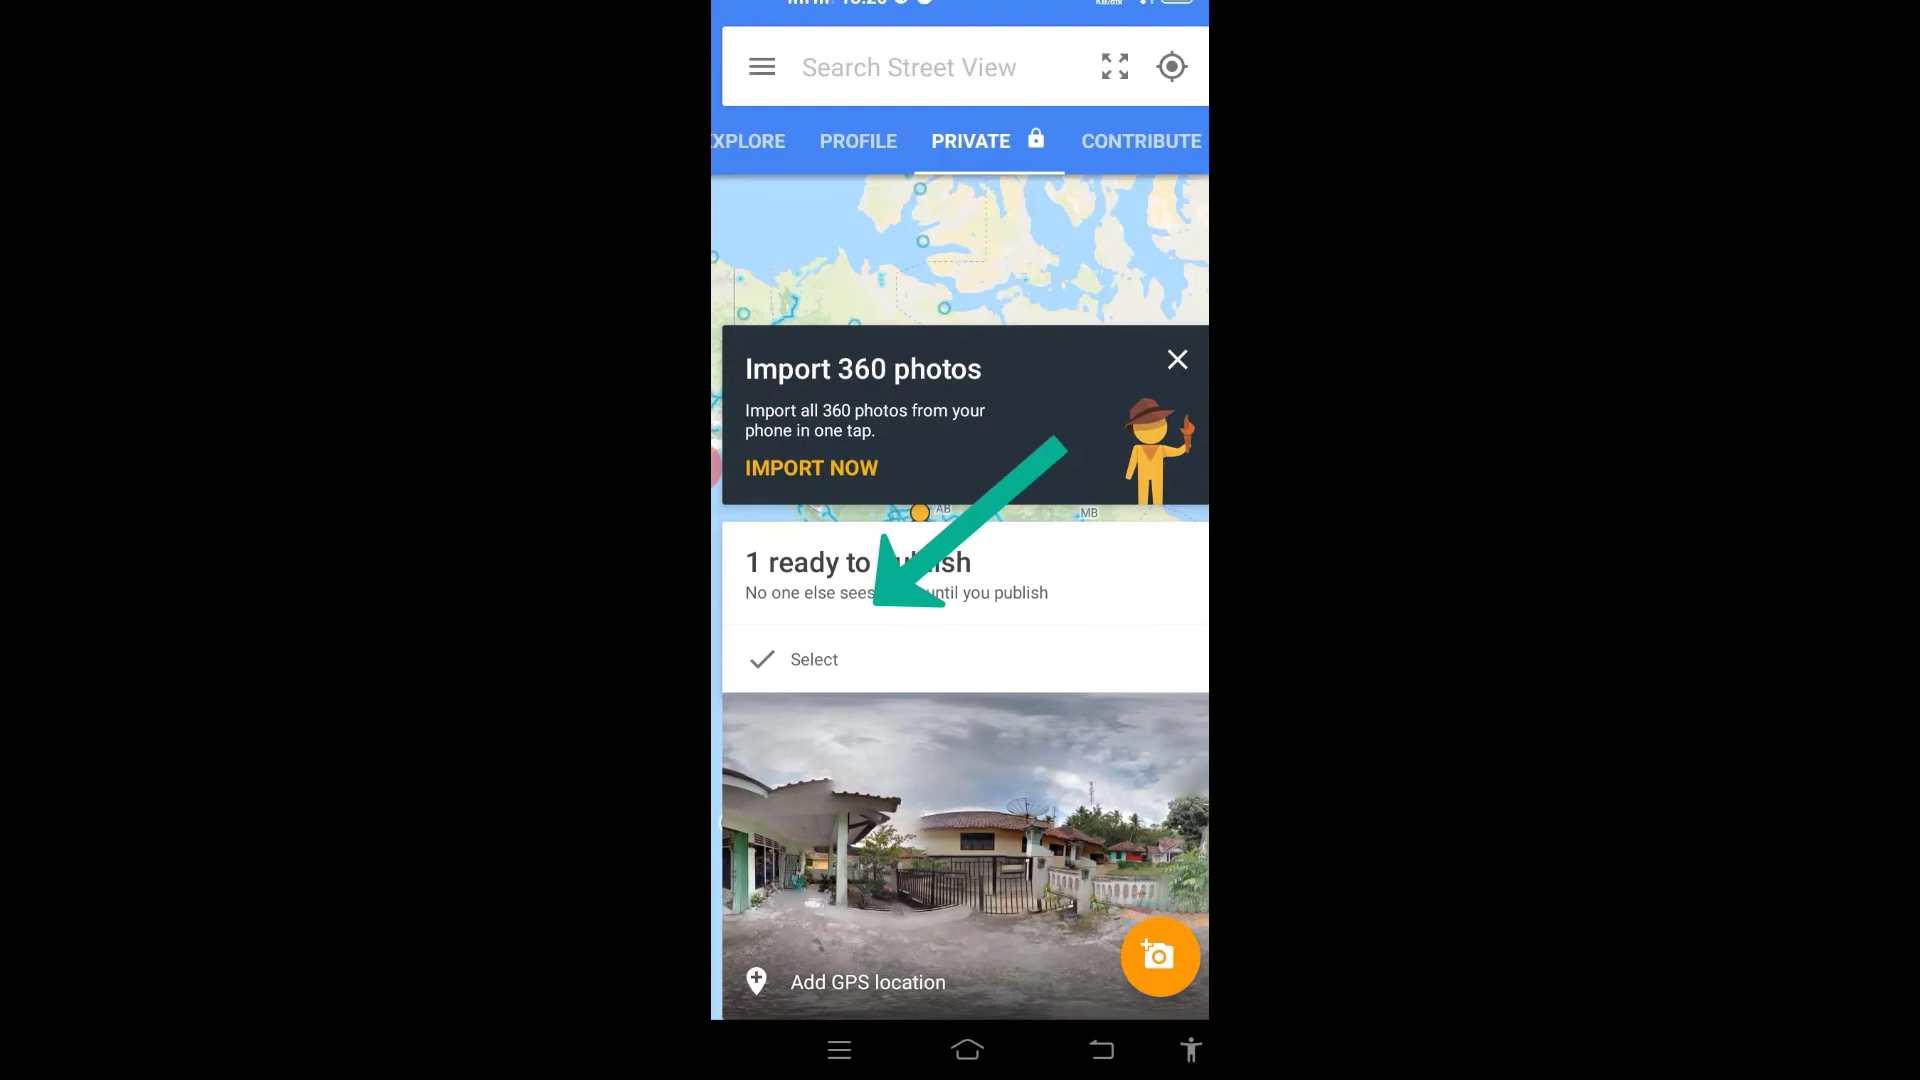 Search Street View
XPLORE PROFILE PRIVATE CONTRIBUTE
Import 360 photos
Import all 360 photos from your
phone in one tap.
IMPORT NOW
AB
MB
1 ready to publish
No one else sees until you publish
Select
Add GPS location